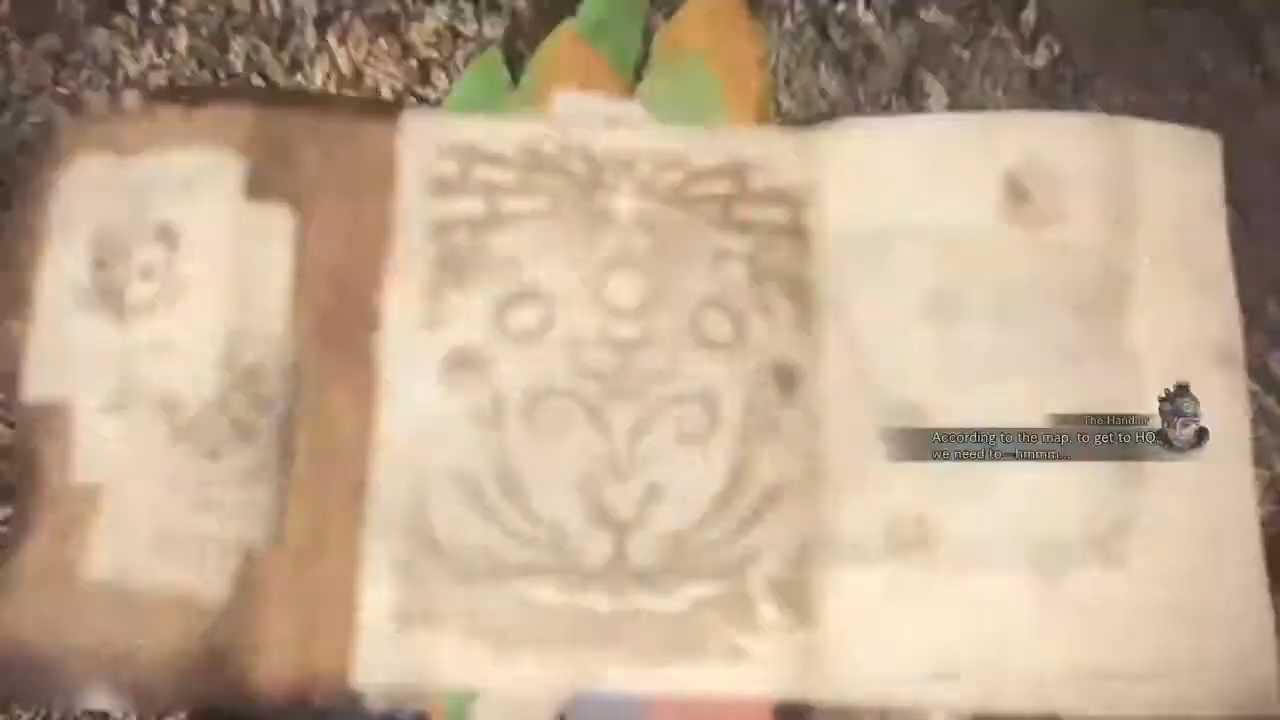 The Handler
According to the map, to get to HQ,
we need to—hmmm...